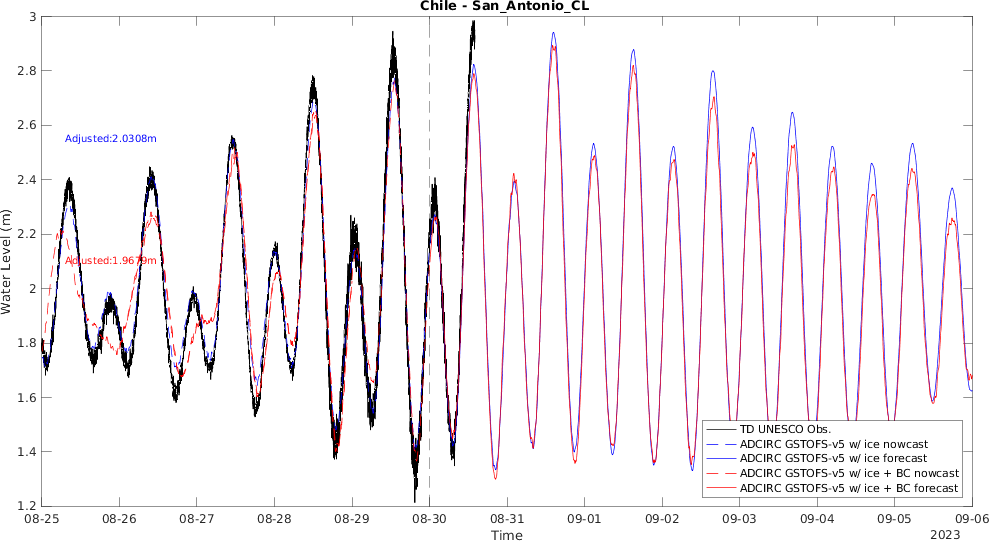 Chile - San_Antonio_CL
Water Level (m)
3
2.8
2.6
2.4
2.2
2
1.8
1.6
1.4
1.2
Adjusted:2.0308m
Adjusted:1.9679m
TD UNESCO Obs.
ADCIRC GSTOFS-v5 w/ ice nowcast
ADCIRC GSTOFS-v5 w/ ice forecast
ADCIRC GSTOFS-v5 w/ ice + BC nowcast
ADCIRC GSTOFS-v5 w/ ice + BC forecast
08-25 08-26 08-27 08-28 08-29 08-30 08-31 09-01 09-02 09-03 09-04 09-05 09-06
Time
2023